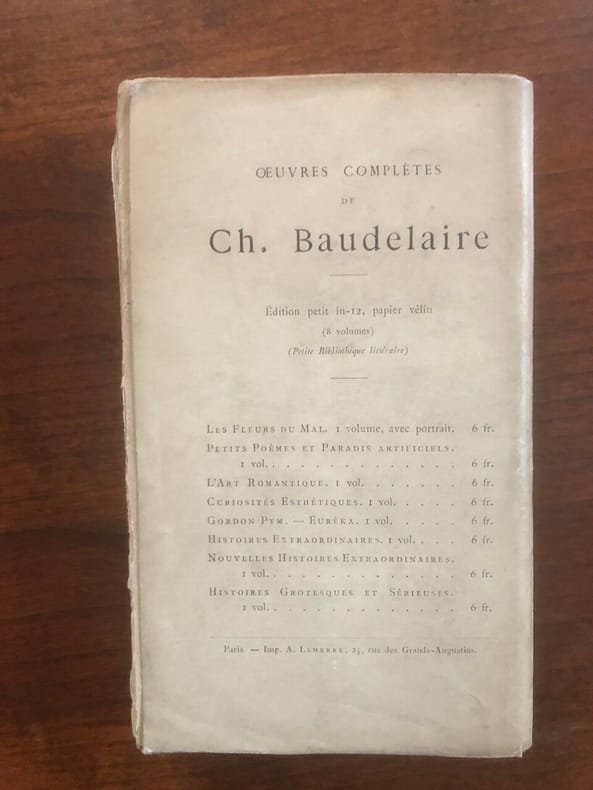 ŒUVRES COMPLÈTES
DE
Ch. Baudelaire
Édition petit in-12, papier vélin
(8 volumes)
(Petite Bibliothèque littéraire)
LES FLEURS DU MAL. 1 volume, avec portrait. 6 fr.
PETITS POÈMES ET PARADIS ARTIFICIELS.
1 vol. . . . . . . . . . . . . . 6 fr.
L'ART ROMANTIQUE. 1 vol. . . . . . . 6 fr.
CURIOSITÉS ESTHÉTIQUES. 1 vol. . . . . 6 fr.
GORDON PYM. — EURÊKA. 1 vol. . . . . 6 fr.
HISTOIRES EXTRAORDINAIRES. 1 vol. . . . 6 fr.
NOUVELLES HISTOIRES EXTRAORDINAIRES.
1 vol. . . . . . . . . . . . . . 6 fr.
HISTOIRES GROTESQUES ET SÉRIEUSES.
1 vol. . . . . . . . . . . . . . 6 fr.
Paris — Imp. A. LEMERRE, 25, rue des Grands-Augustins.